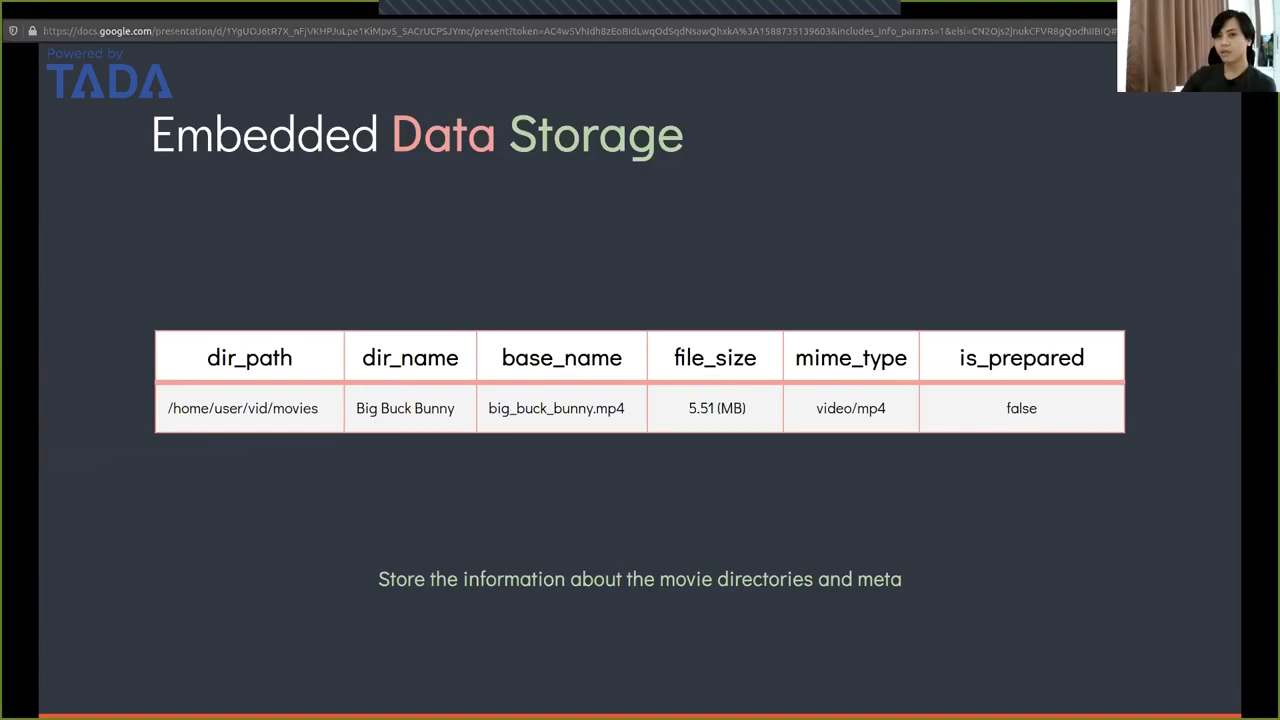 Powered by
TADA
Embedded Data Storage
dir_path dir_name base_name file_size mime_type is_prepared
/home/user/vid/movies Big Buck Bunny big_buck_bunny.mp4 5.51 (MB) video/mp4 false
Store the information about the movie directories and meta